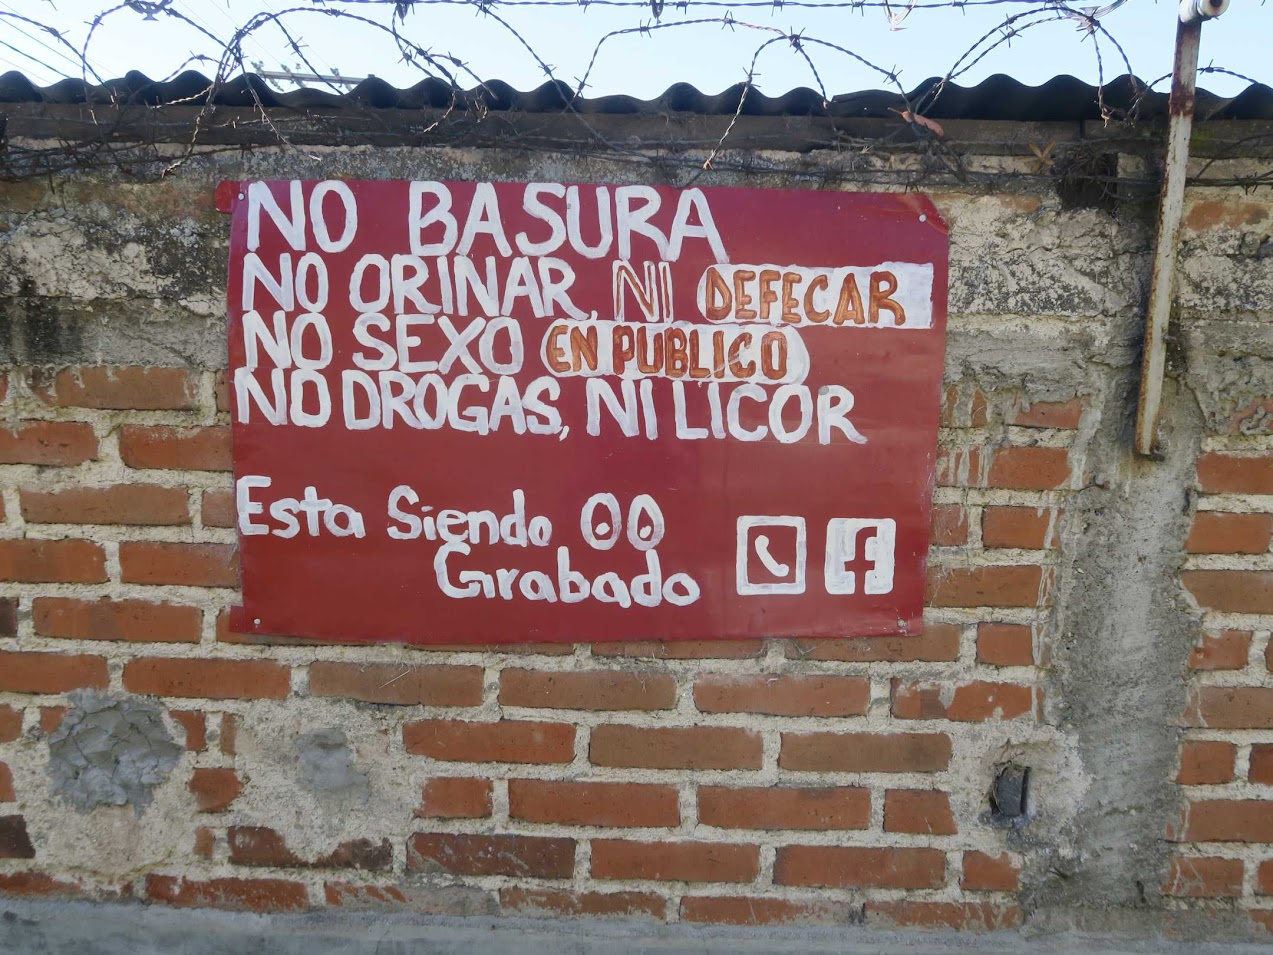 NO BASURA
NO ORINAR, NI DEFECAR
NO SEXO EN PUBLICO
NO DROGAS, NI LICOR
Esta Siendo
Grabado